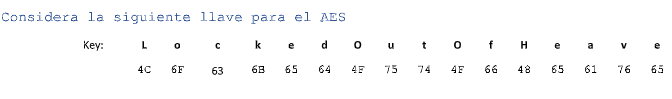 Considera la siguiente llave para el AES
Key: L o c k e d O u t O f H e a v e
4C 6F 63 6B 65 64 4F 75 74 4F 66 48 65 61 76 65